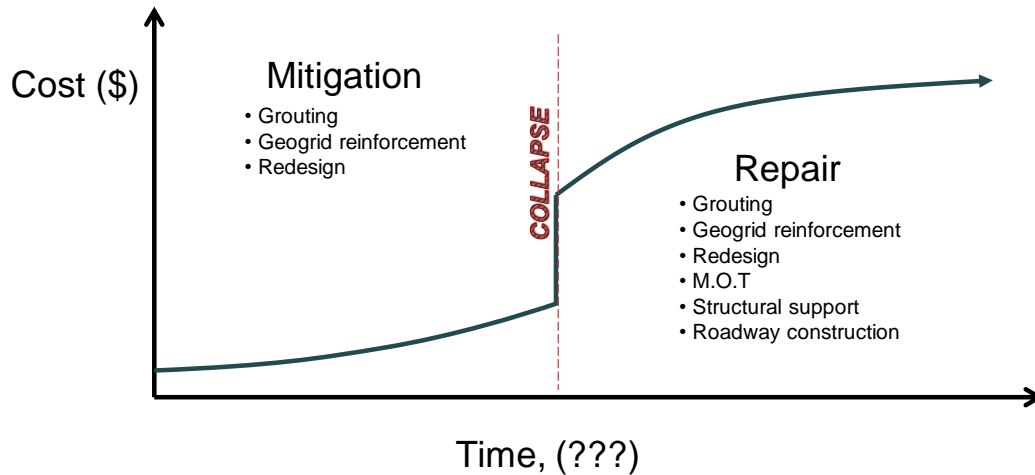 Cost ($)
Mitigation
• Grouting
• Geogrid reinforcement
• Redesign
COLLAPSE
Repair
• Grouting
• Geogrid reinforcement
• Redesign
• M.O.T
• Structural support
• Roadway construction
Time, (???)